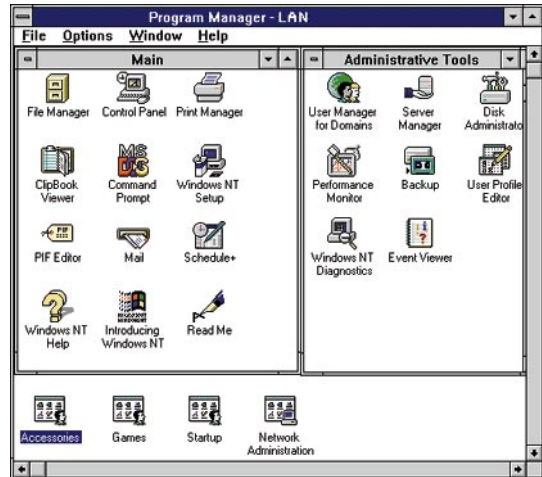 Program Manager - LAN
File Options Window Help
Main
File Manager
Control Panel
Print Manager
ClipBook
Viewer
MS
DOS
Command
Prompt
Windows NT
Setup
PIF
PIF Editor
Mail
Schedule+
Windows NT
Help
Introducing
Windows NT
Read Me
Administrative Tools
User Manager
for Domains
Server
Manager
Disk
Administrato
Performance
Monitor
Backup
User Profile
Editor
Windows NT
Diagnostics
Event Viewer
Accessories
Games
Startup
Network
Administration